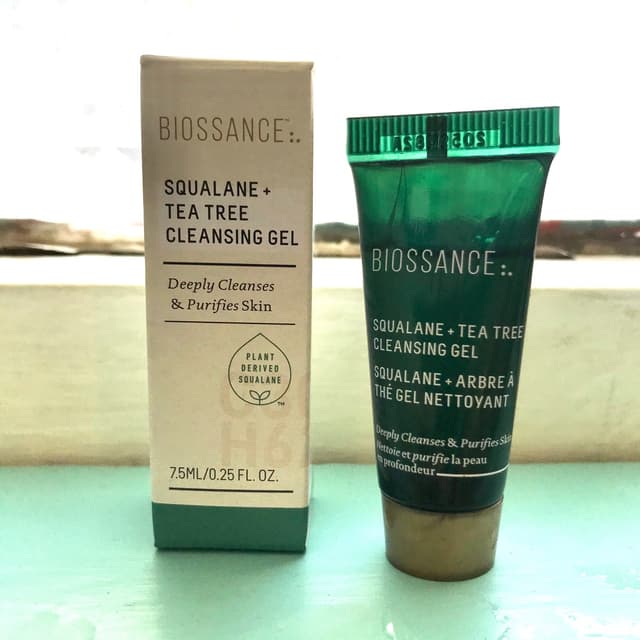 BIOSSANCE™:.
SQUALANE +
TEA TREE
CLEANSING GEL
Deeply Cleanses
& Purifies Skin
PLANT
DERIVED
SQUALANE
™
7.5ML/0.25 FL. OZ.
BIOSSANCE:.
SQUALANE + TEA TREE
CLEANSING GEL
SQUALANE + ARBRE À
THÉ GEL NETTOYANT
Deeply Cleanses & Purifies Skin
Nettoie et purifie la peau
en profondeur